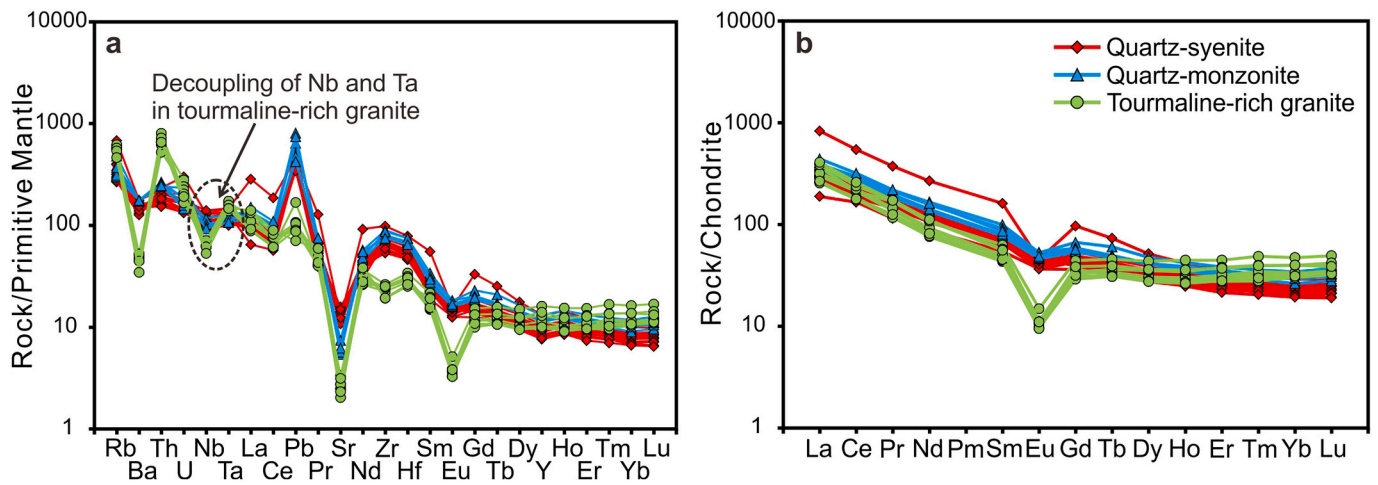 a
Decoupling of Nb and Ta
in tourmaline-rich granite
Rock/Primitive Mantle
10000
1000
100
10
1
Rb Th Nb La Pb Sr Zr Sm Gd Dy Ho Tm Lu
Ba U Ta Ce Pr Nd Hf Eu Tb Y Er Yb
b
Quartz-syenite
Quartz-monzonite
Tourmaline-rich granite
Rock/Chondrite
10000
1000
100
10
1
La Ce Pr Nd Pm Sm Eu Gd Tb Dy Ho Er Tm Yb Lu